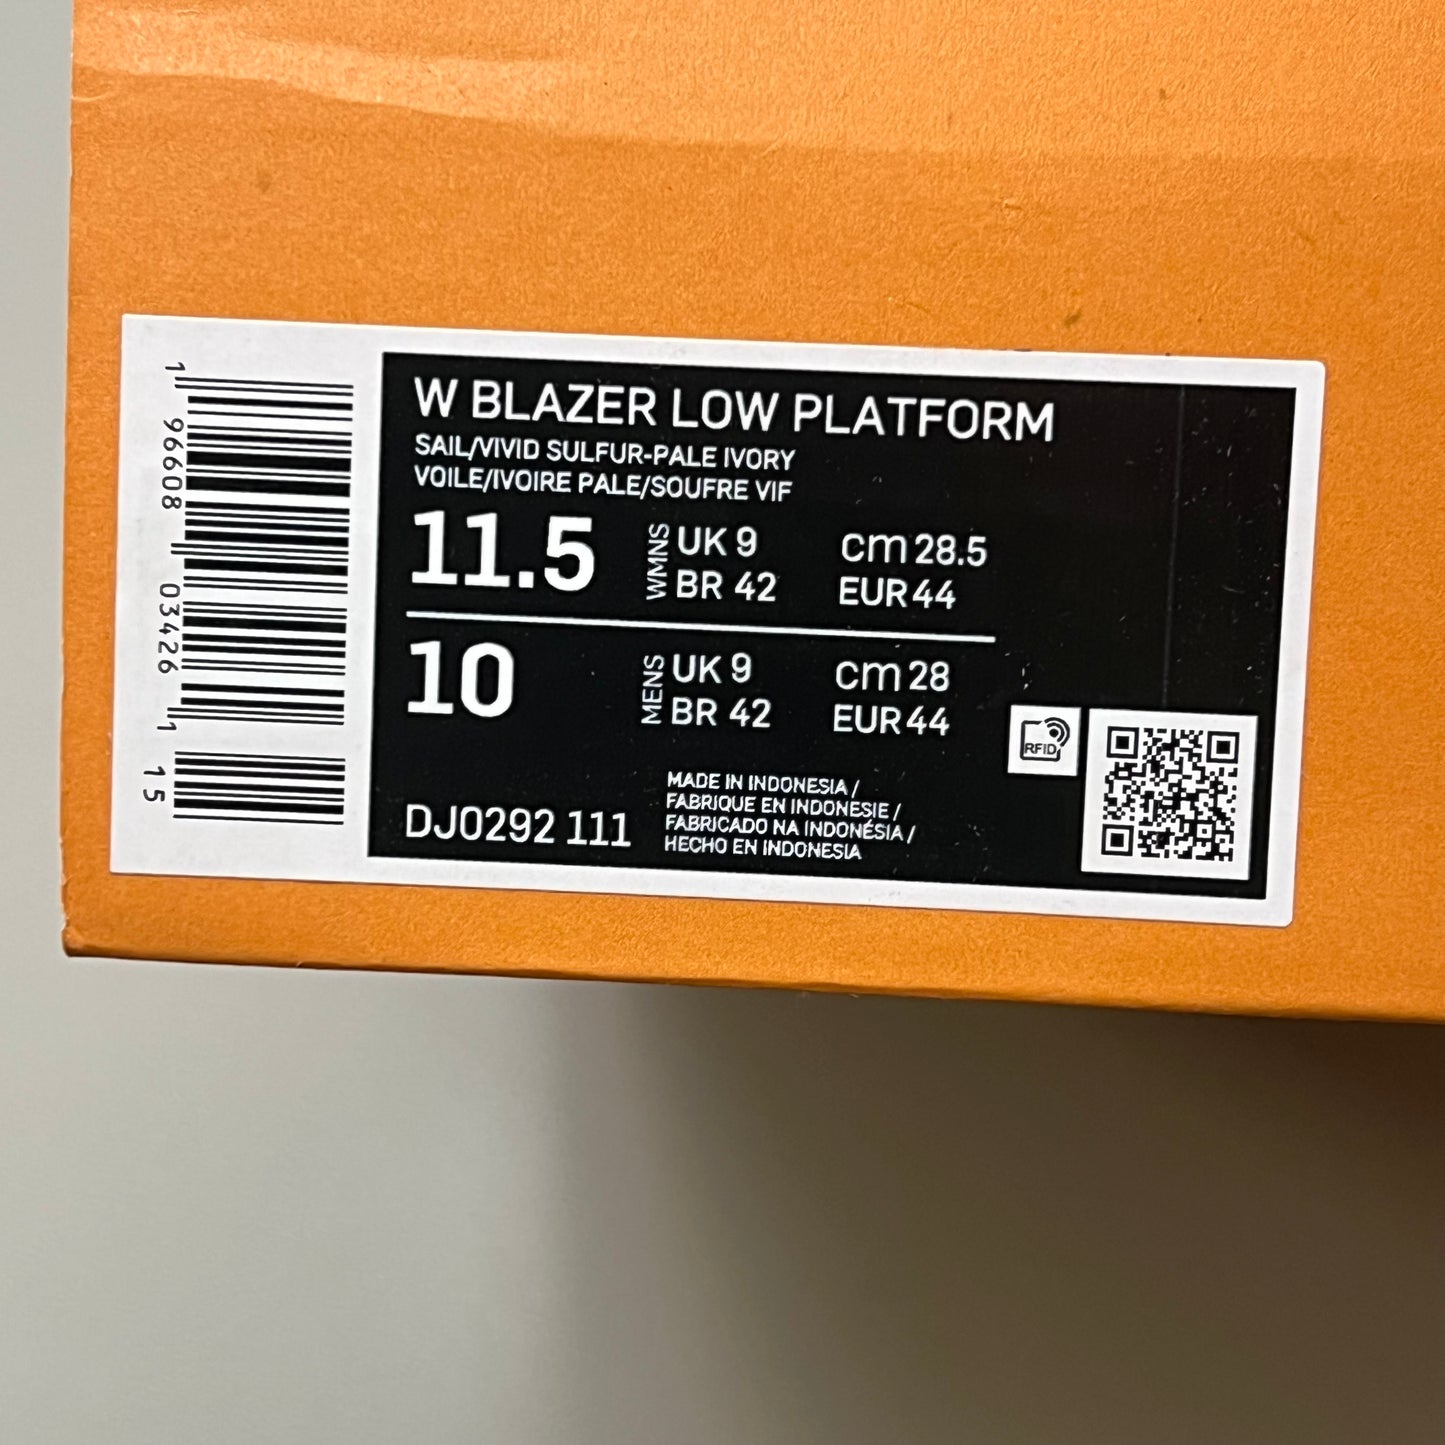 W BLAZER LOW PLATFORM
SAIL/VIVID SULFUR-PALE IVORY
VOILE/IVOIRE PALE/SOUFRE VIF
11.5 WMNS UK 9 cm 28.5
BR 42 EUR 44
10 MENS UK 9 cm 28
BR 42 EUR 44
RFID
DJ0292 111
MADE IN INDONESIA /
FABRIQUE EN INDONESIE /
FABRICADO NA INDONÉSIA /
HECHO EN INDONESIA
1 96608 03426 1 15